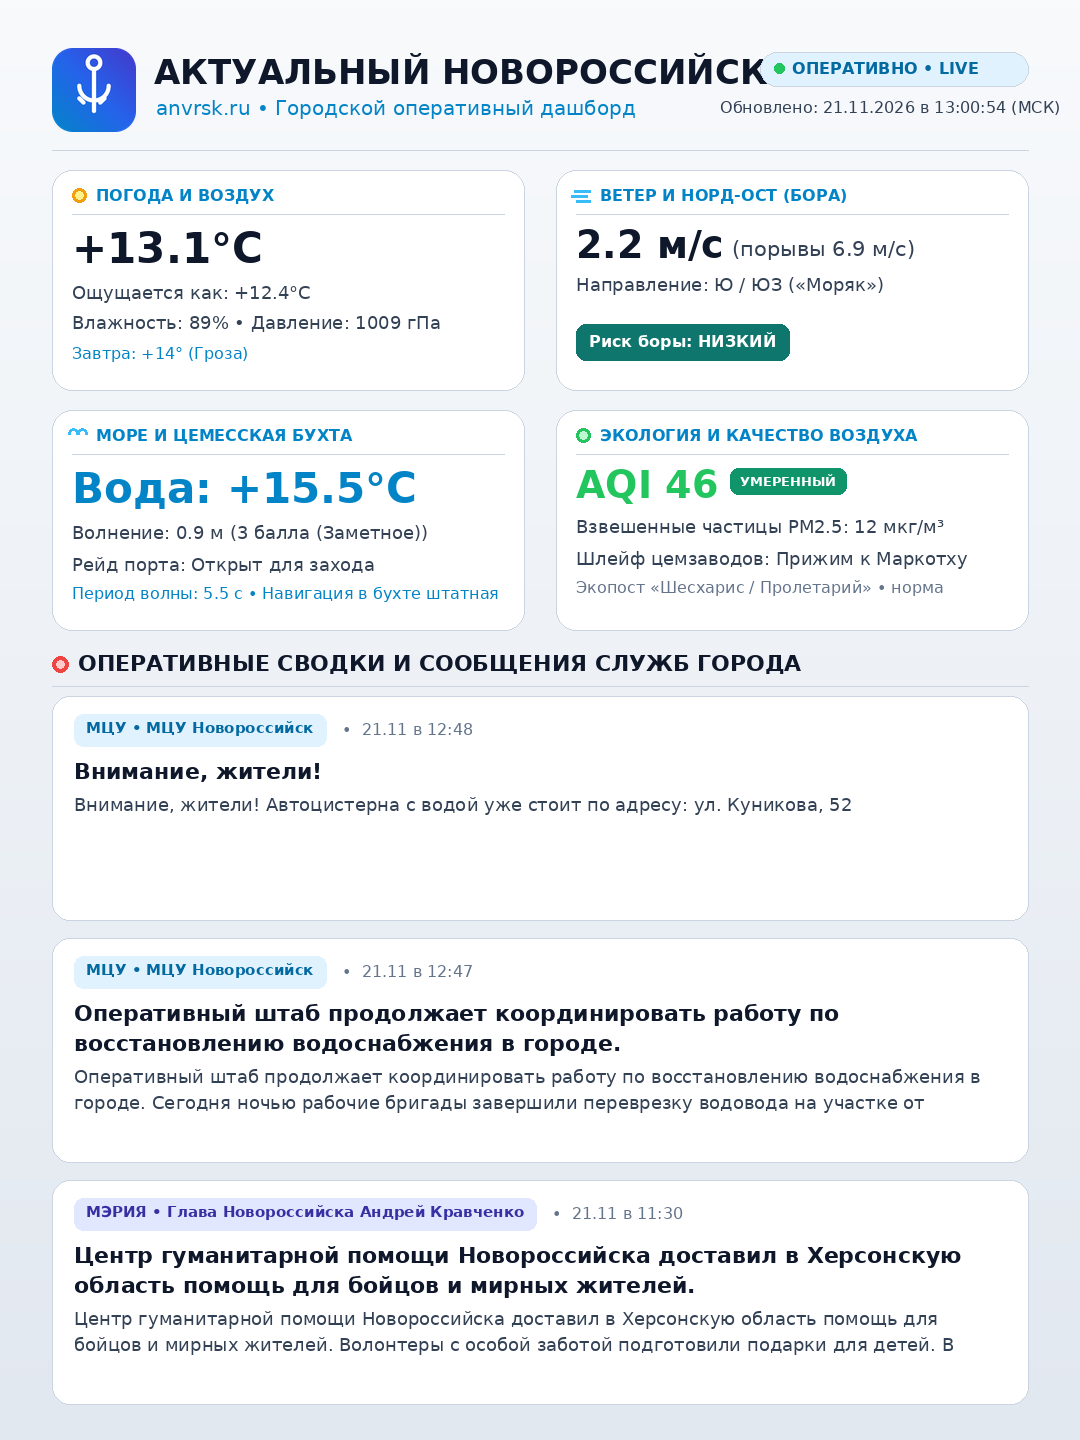 АКТУАЛЬНЫЙ НОВОРОССИЙСК
ОПЕРАТИВНО • LIVE
anvrsk.ru • Городской оперативный дашборд
Обновлено: 21.11.2026 в 13:00:54 (МСК)
ПОГОДА И ВОЗДУХ
+13.1°C
Ощущается как: +12.4°C
Влажность: 89% • Давление: 1009 гПа
Завтра: +14° (Гроза)
ВЕТЕР И НОРД-ОСТ (БОРА)
2.2 м/с (порывы 6.9 м/с)
Направление: Ю / ЮЗ («Моряк»)
Риск боры: НИЗКИЙ
МОРЕ И ЦЕМЕССКАЯ БУХТА
Вода: +15.5°C
Волнение: 0.9 м (3 балла (Заметное))
Рейд порта: Открыт для захода
Период волны: 5.5 с • Навигация в бухте штатная
ЭКОЛОГИЯ И КАЧЕСТВО ВОЗДУХА
AQI 46 УМЕРЕННЫЙ
Взвешенные частицы PM2.5: 12 мкг/м³
Шлейф цемзаводов: Прижим к Маркотху
Экопост «Шесхарис / Пролетарий» • норма
ОПЕРАТИВНЫЕ СВОДКИ И СООБЩЕНИЯ СЛУЖБ ГОРОДА
МЦУ • МЦУ Новороссийск • 21.11 в 12:48
Внимание, жители!
Внимание, жители! Автоцистерна с водой уже стоит по адресу: ул. Куникова, 52
МЦУ • МЦУ Новороссийск • 21.11 в 12:47
Оперативный штаб продолжает координировать работу по
восстановлению водоснабжения в городе.
Оперативный штаб продолжает координировать работу по восстановлению водоснабжения в
городе. Сегодня ночью рабочие бригады завершили переврезку водовода на участке от
МЭРИЯ • Глава Новороссийска Андрей Кравченко • 21.11 в 11:30
Центр гуманитарной помощи Новороссийска доставил в Херсонскую
область помощь для бойцов и мирных жителей.
Центр гуманитарной помощи Новороссийска доставил в Херсонскую область помощь для
бойцов и мирных жителей. Волонтеры с особой заботой подготовили подарки для детей. В